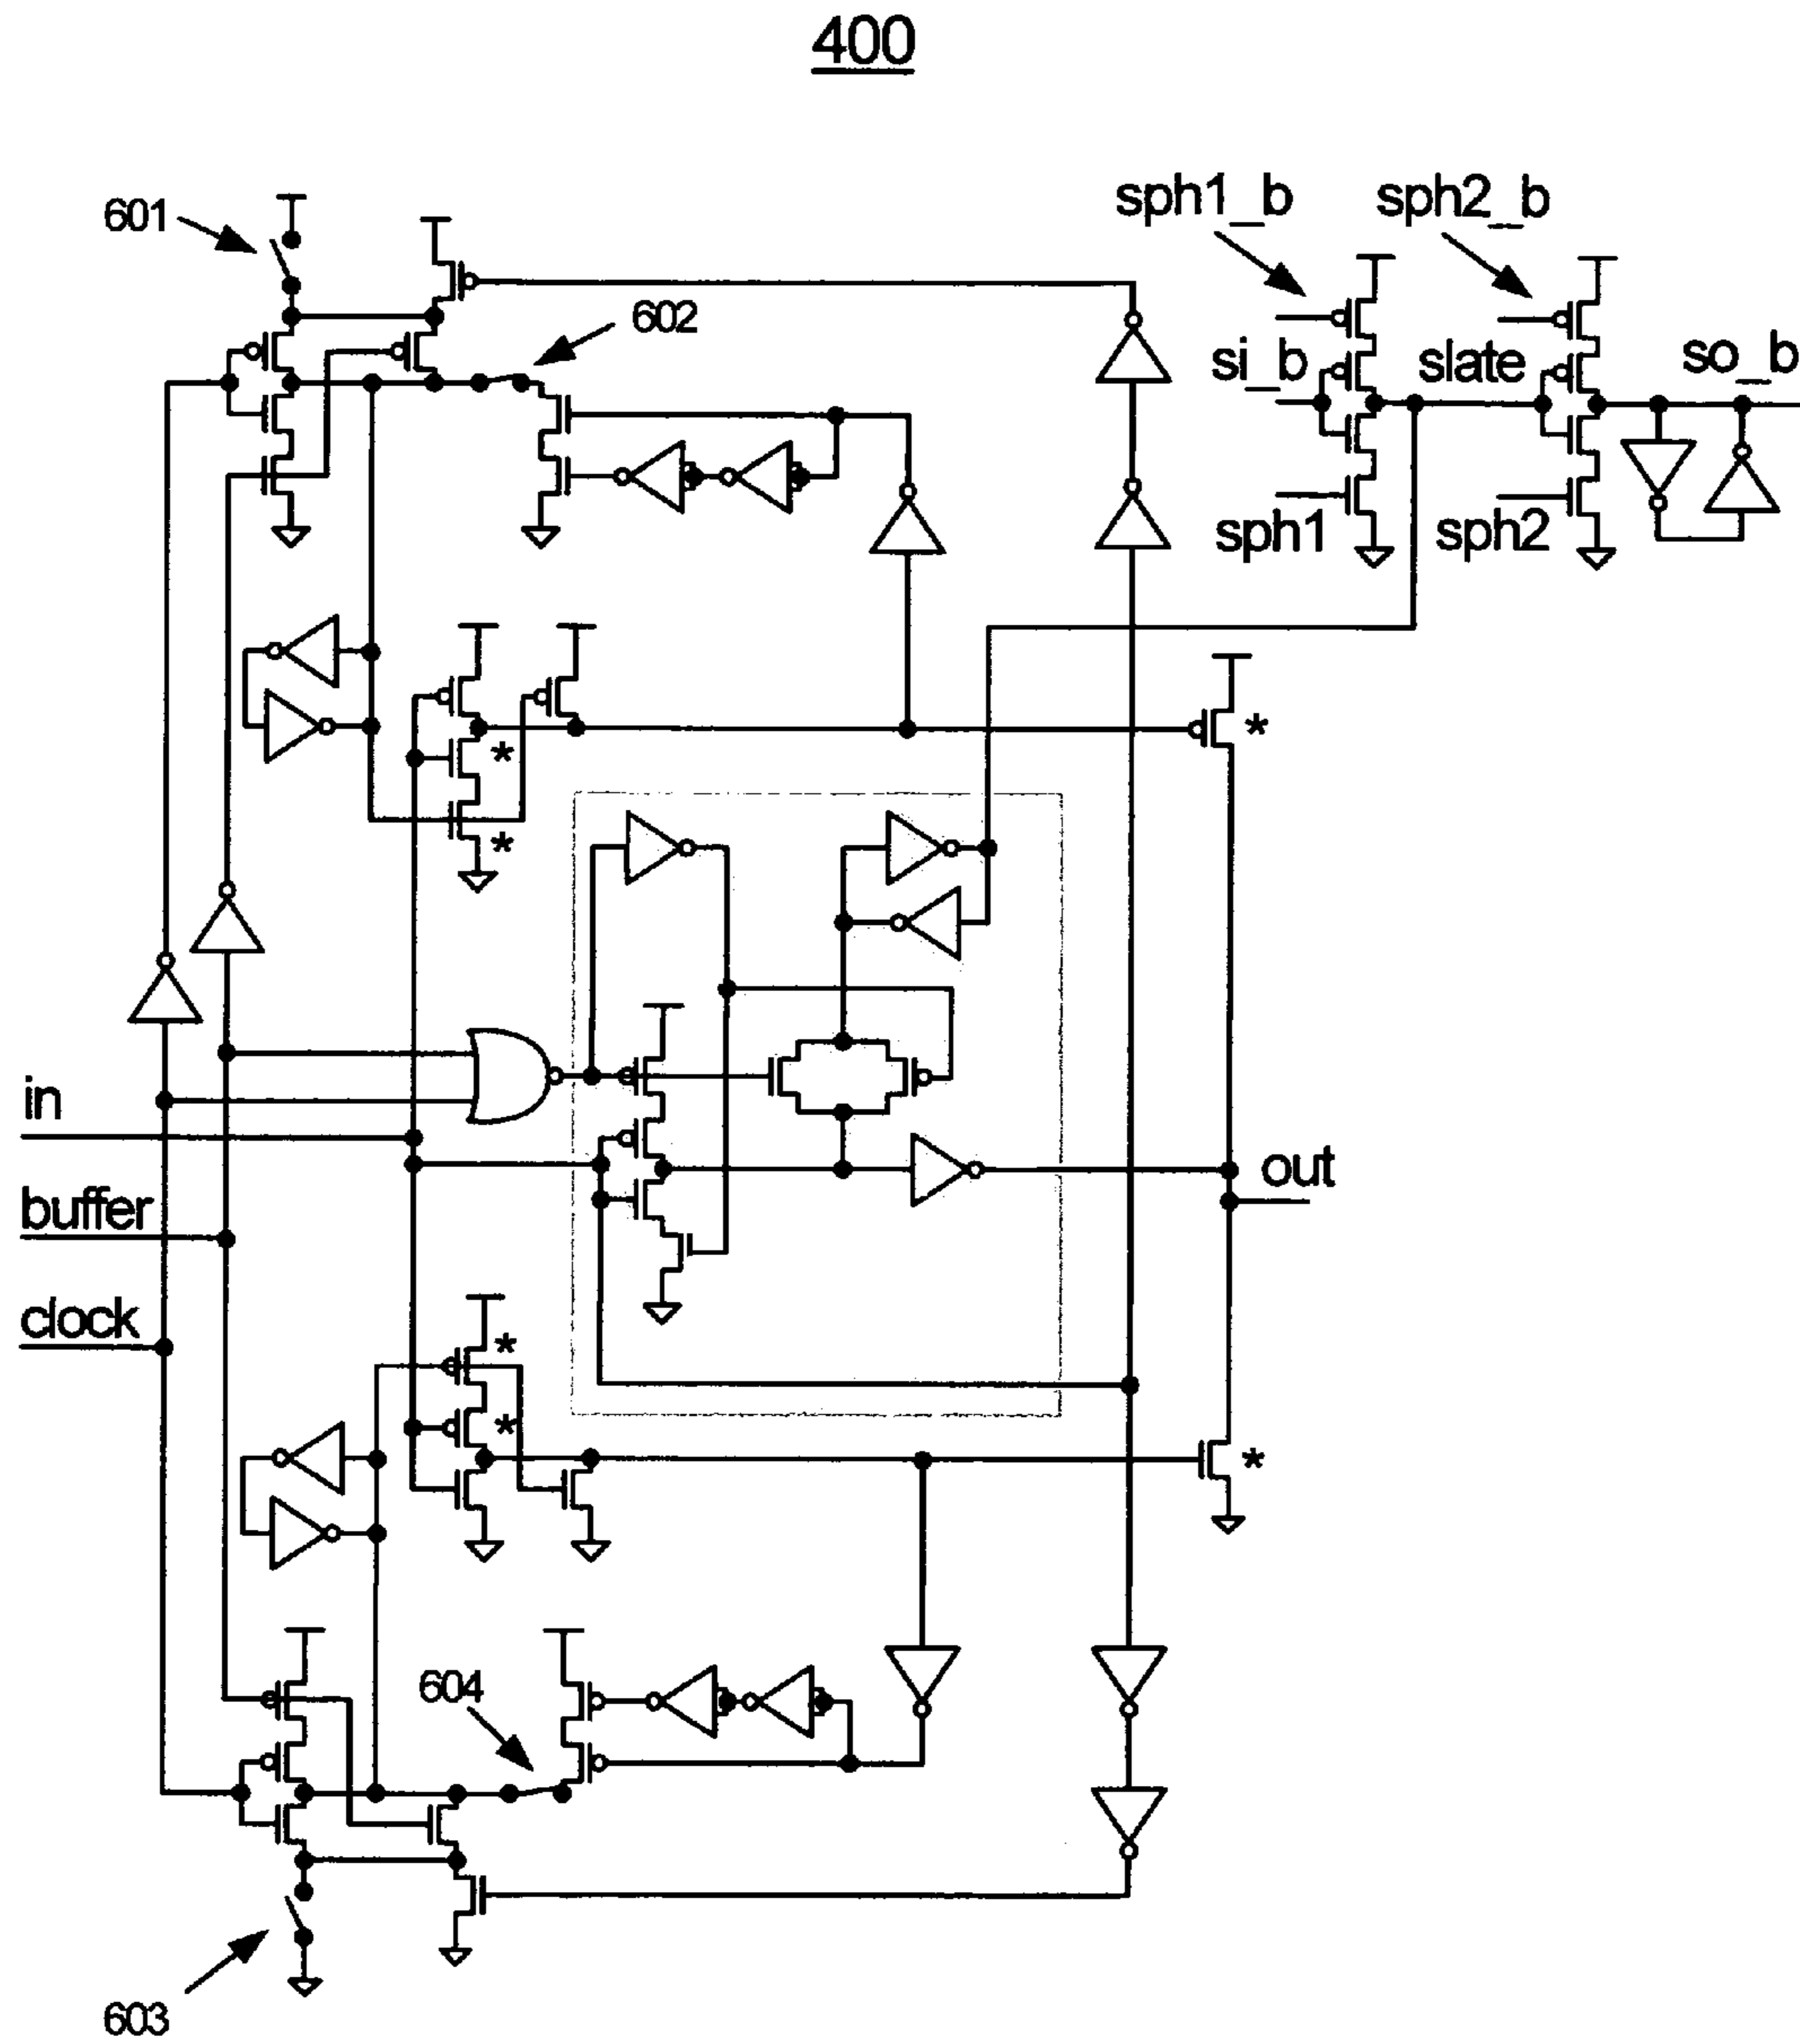 400
601
602
sph1_b
sph2_b
si_b
slate
so_b
sph1
sph2
*
*
*
in
buffer
clock
out
*
*
*
604
603